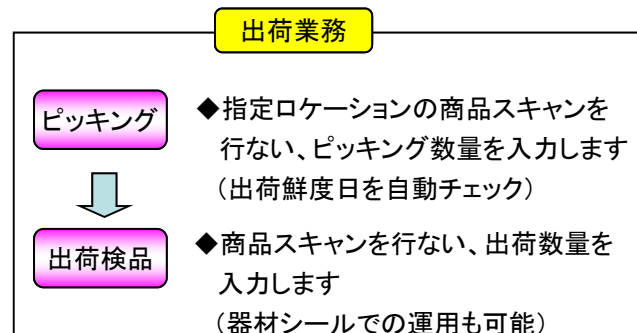 出荷業務
ピッキング
◆指定ロケーションの商品スキャンを
行ない、ピッキング数量を入力します
（出荷鮮度日を自動チェック）
出荷検品
◆商品スキャンを行ない、出荷数量を
入力します
（器材シールでの運用も可能）